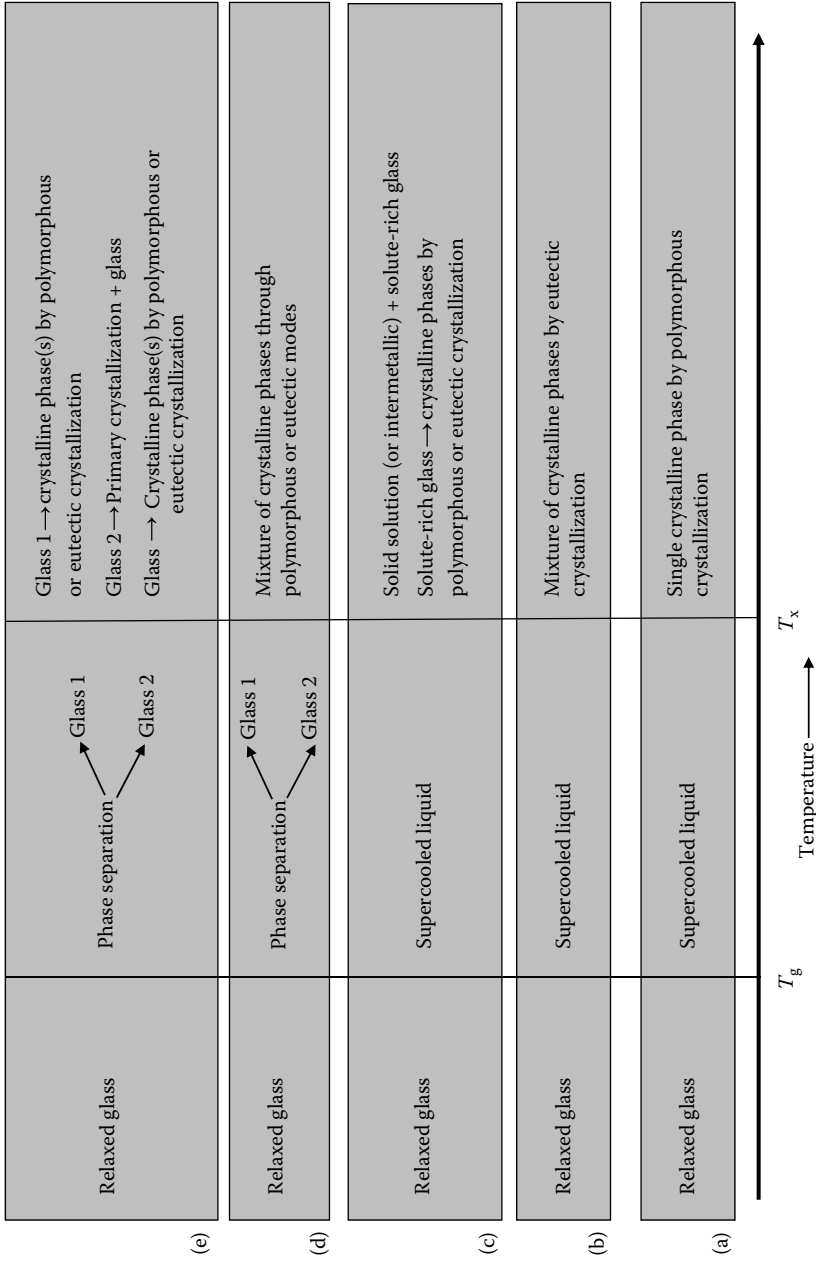 Relaxed glass
Phase separation
Glass 1
Glass 2
Glass 1 → crystalline phase(s) by polymorphous
or eutectic crystallization
Glass 2 → Primary crystallization + glass
Glass → Crystalline phase(s) by polymorphous or
eutectic crystallization
(e)
Relaxed glass
Phase separation
Glass 1
Glass 2
Mixture of crystalline phases through
polymorphous or eutectic modes
(d)
Relaxed glass
Supercooled liquid
Solid solution (or intermetallic) + solute-rich glass
Solute-rich glass → crystalline phases by
polymorphous or eutectic crystallization
(c)
Relaxed glass
Supercooled liquid
Mixture of crystalline phases by eutectic
crystallization
(b)
Relaxed glass
Supercooled liquid
Single crystalline phase by polymorphous
crystallization
(a)
Tg
Tx
Temperature →